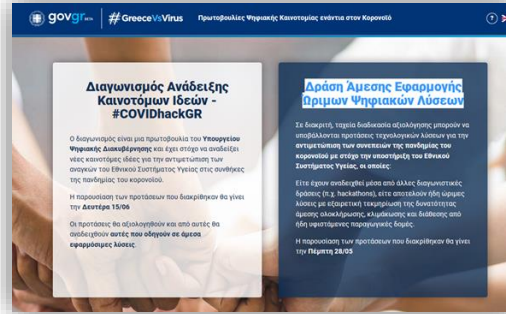 govgr BETA
#GreeceVsVirus
Πρωτοβουλίες Ψηφιακής Καινοτομίας ενάντια στον Κορονοϊό
Διαγωνισμός Ανάδειξης
Καινοτόμων Ιδεών -
#COVIDhackGR
Ο διαγωνισμός είναι μια πρωτοβουλία του Υπουργείου
Ψηφιακής Διακυβέρνησης και έχει στόχο να αναδείξει
νέες καινοτόμες ιδέες για την αντιμετώπιση των
αναγκών του Εθνικού Συστήματος Υγείας στις συνθήκες
της πανδημίας του κορονοϊού.
Η παρουσίαση των προτάσεων που διακρίθηκαν θα γίνει
την Δευτέρα 15/06
Οι προτάσεις θα αξιολογηθούν και από αυτές θα
αναδειχθούν αυτές που οδηγούν σε άμεσα
εφαρμόσιμες λύσεις.
Δράση Άμεσης Εφαρμογής
Ώριμων Ψηφιακών Λύσεων
Σε διακριτή, ταχεία διαδικασία αξιολόγησης μπορούν να
υποβάλλονται προτάσεις τεχνολογικών λύσεων για την
αντιμετώπιση των συνεπειών της πανδημίας του
κορονοϊού με στόχο την υποστήριξη του Εθνικού
Συστήματος Υγείας, οι οποίες:
Είτε έχουν αναδειχθεί μέσα από άλλες διαγωνιστικές
δράσεις (π.χ. hackathons), είτε αποτελούν ήδη ώριμες
λύσεις με εξαιρετική τεκμηρίωση της δυνατότητας
άμεσης ολοκλήρωσης, κλιμάκωσης και διάθεσης από
ήδη υφιστάμενες παραγωγικές δομές.
Η παρουσίαση των προτάσεων που διακρίθηκαν θα γίνει
την Πέμπτη 28/05